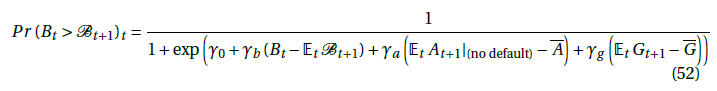 Pr (B_t > ℬ_{t+1})_t = \frac{1}{1 + exp (γ_0 + γ_b (B_t − 𝔼_t ℬ_{t+1}) + γ_a (𝔼_t A_{t+1}|_{(no default)} − \overline{A}) + γ_g (𝔼_t G_{t+1} − \overline{G}))}
(52)